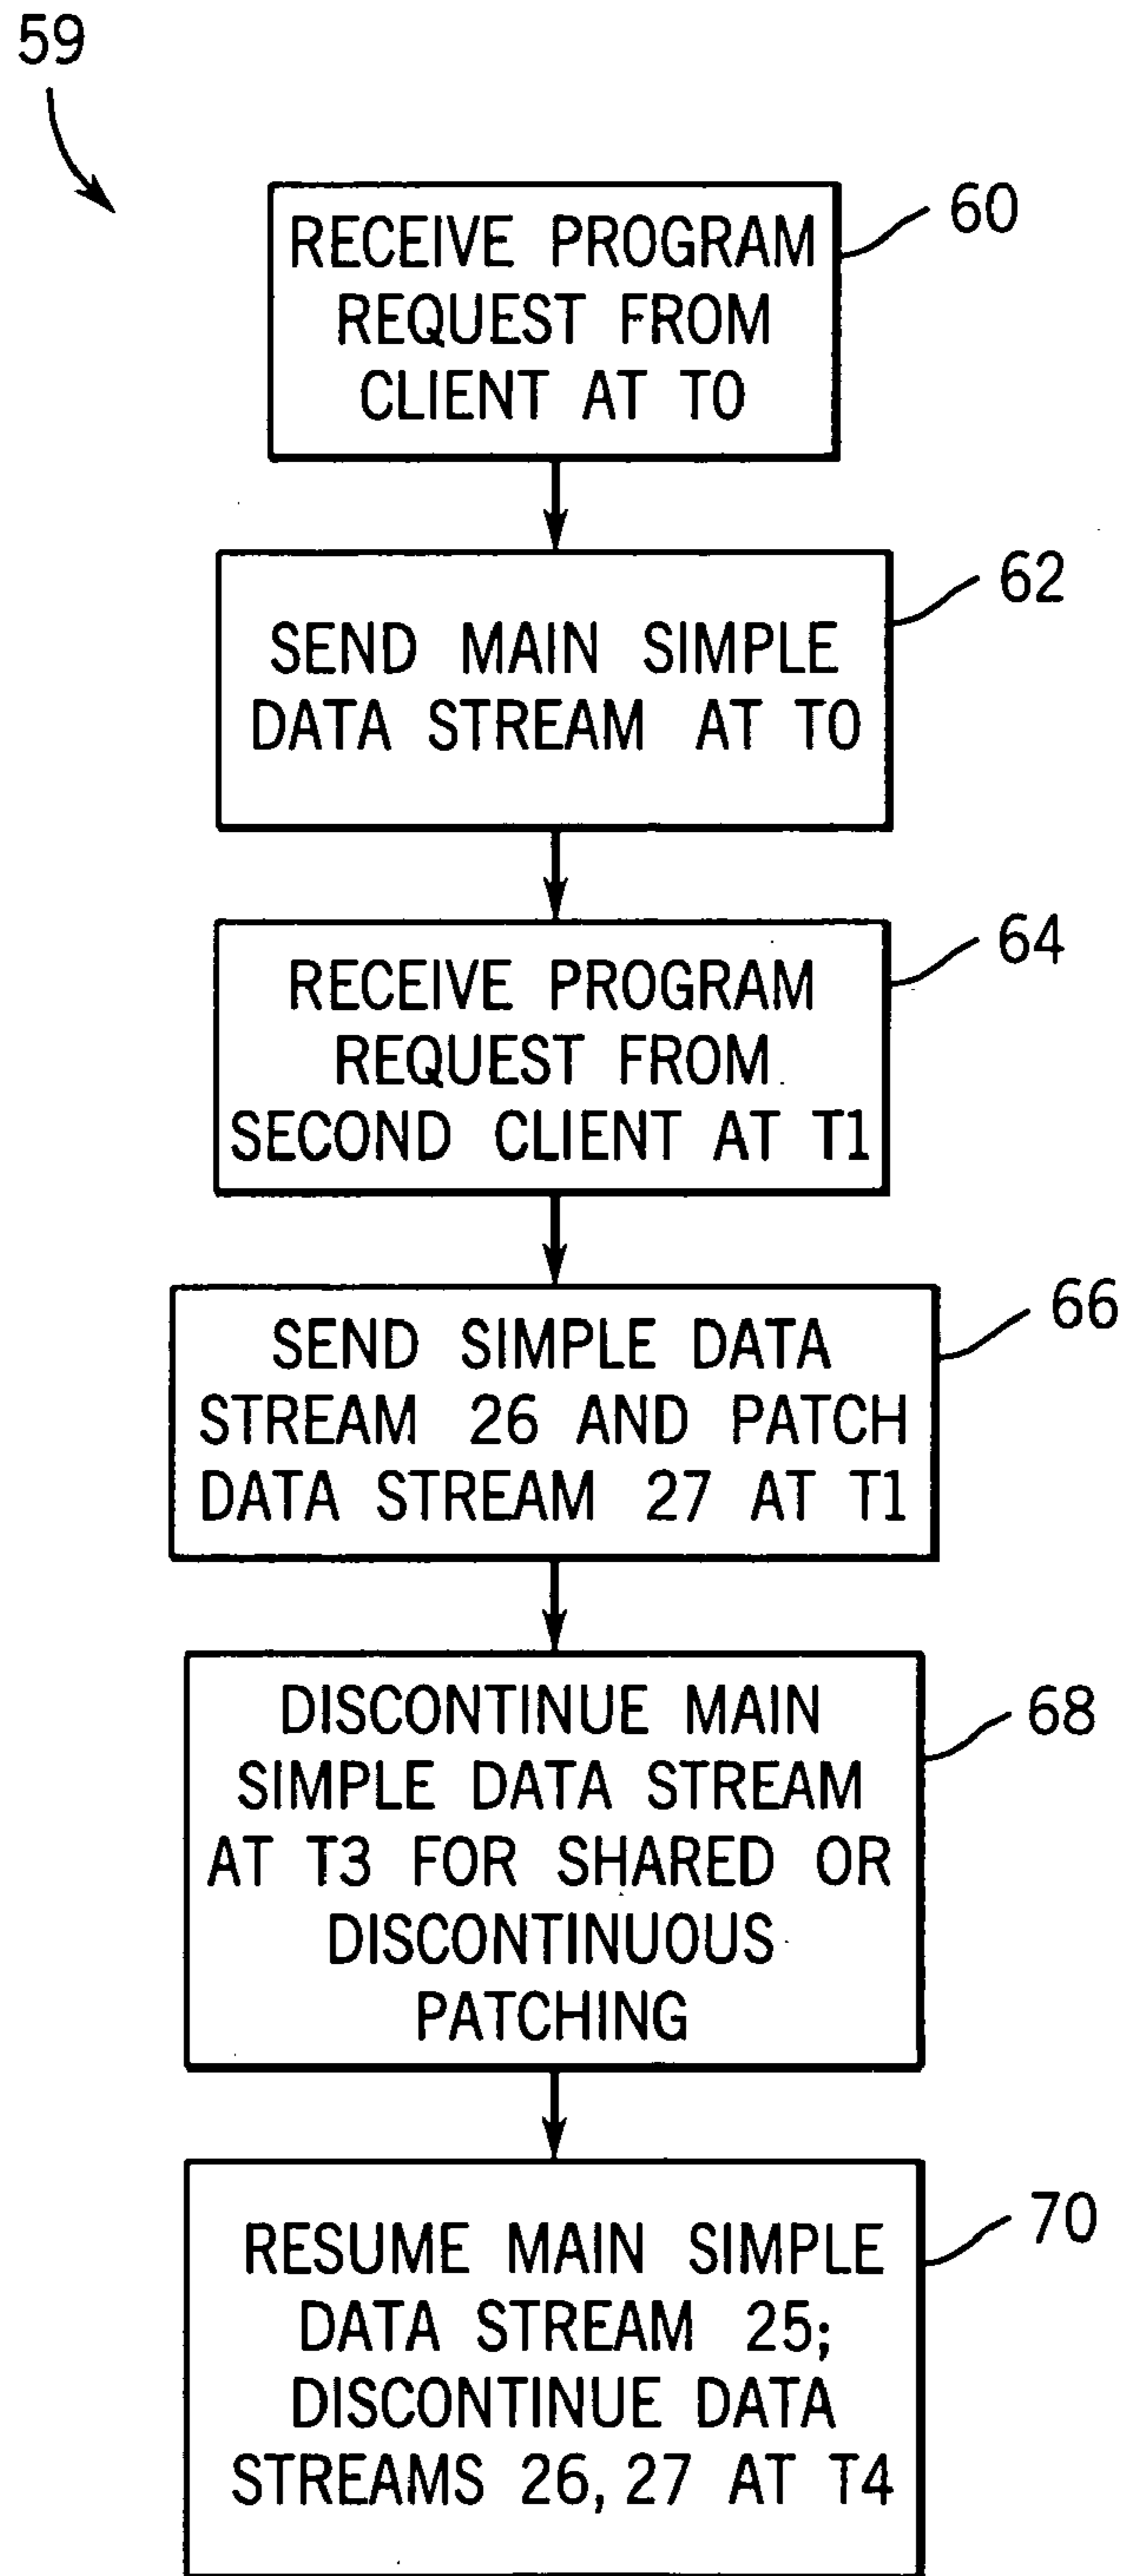 59
RECEIVE PROGRAM
REQUEST FROM
CLIENT AT T0
60
SEND MAIN SIMPLE
DATA STREAM AT T0
62
RECEIVE PROGRAM
REQUEST FROM
SECOND CLIENT AT T1
64
SEND SIMPLE DATA
STREAM 26 AND PATCH
DATA STREAM 27 AT T1
66
DISCONTINUE MAIN
SIMPLE DATA STREAM
AT T3 FOR SHARED OR
DISCONTINUOUS
PATCHING
68
RESUME MAIN SIMPLE
DATA STREAM 25;
DISCONTINUE DATA
STREAMS 26, 27 AT T4
70